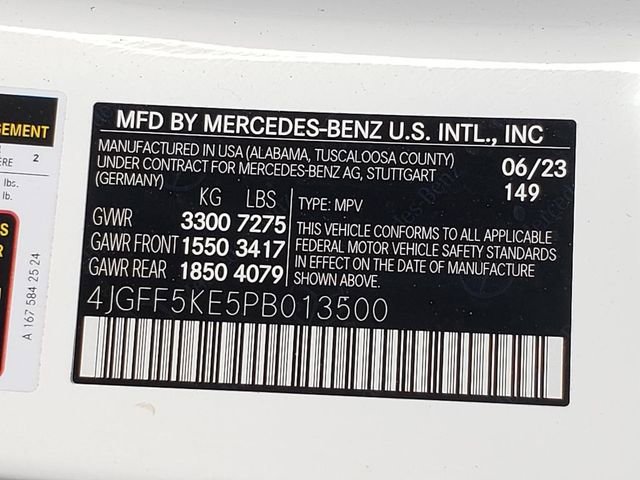 MFD BY MERCEDES-BENZ U.S. INTL., INC
MANUFACTURED IN USA (ALABAMA, TUSCALOOSA COUNTY)
UNDER CONTRACT FOR MERCEDES-BENZ AG, STUTTGART
(GERMANY)
06/23
149
KG LBS
GVWR 3300 7275
GAWR FRONT 1550 3417
GAWR REAR 1850 4079
TYPE: MPV
THIS VEHICLE CONFORMS TO ALL APPLICABLE
FEDERAL MOTOR VEHICLE SAFETY STANDARDS
IN EFFECT ON THE DATE OF MANUFACTURE
SHOWN ABOVE.
4JGFF5KE5PB013500
2
lbs.
lb.
A 167 584 25 24